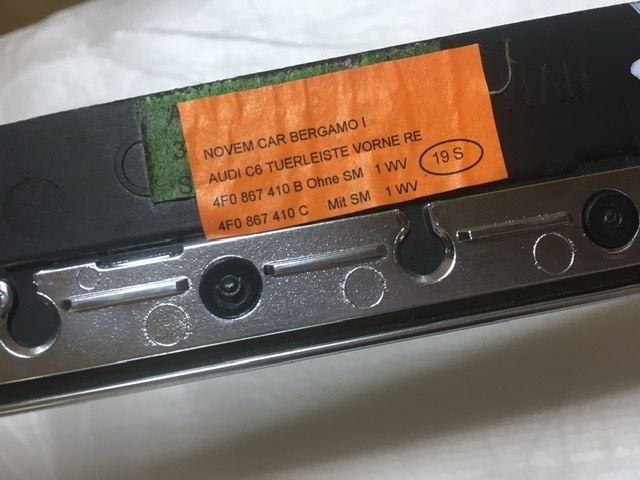 NOVEM CAR BERGAMO I
AUDI C6 TUERLEISTE VORNE RE
4F0 867 410 B Ohne SM 1 WV 19 S
4F0 867 410 C Mit SM 1 WV